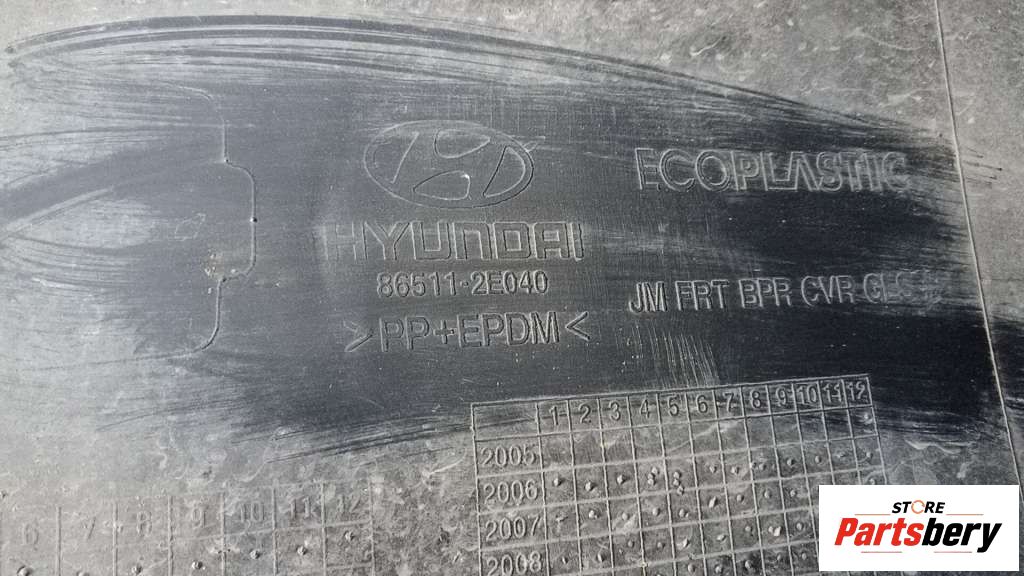 ECOPLASTIC
HYUNDAI
86511-2E040
JM FRT BPR CVR
>PP+EPDM<
1 2 3 4 5 6 7 8 9 10 11 12
2005
2006
2007
2008
6 7 8 9 10 11 12
STORE
Partsbery